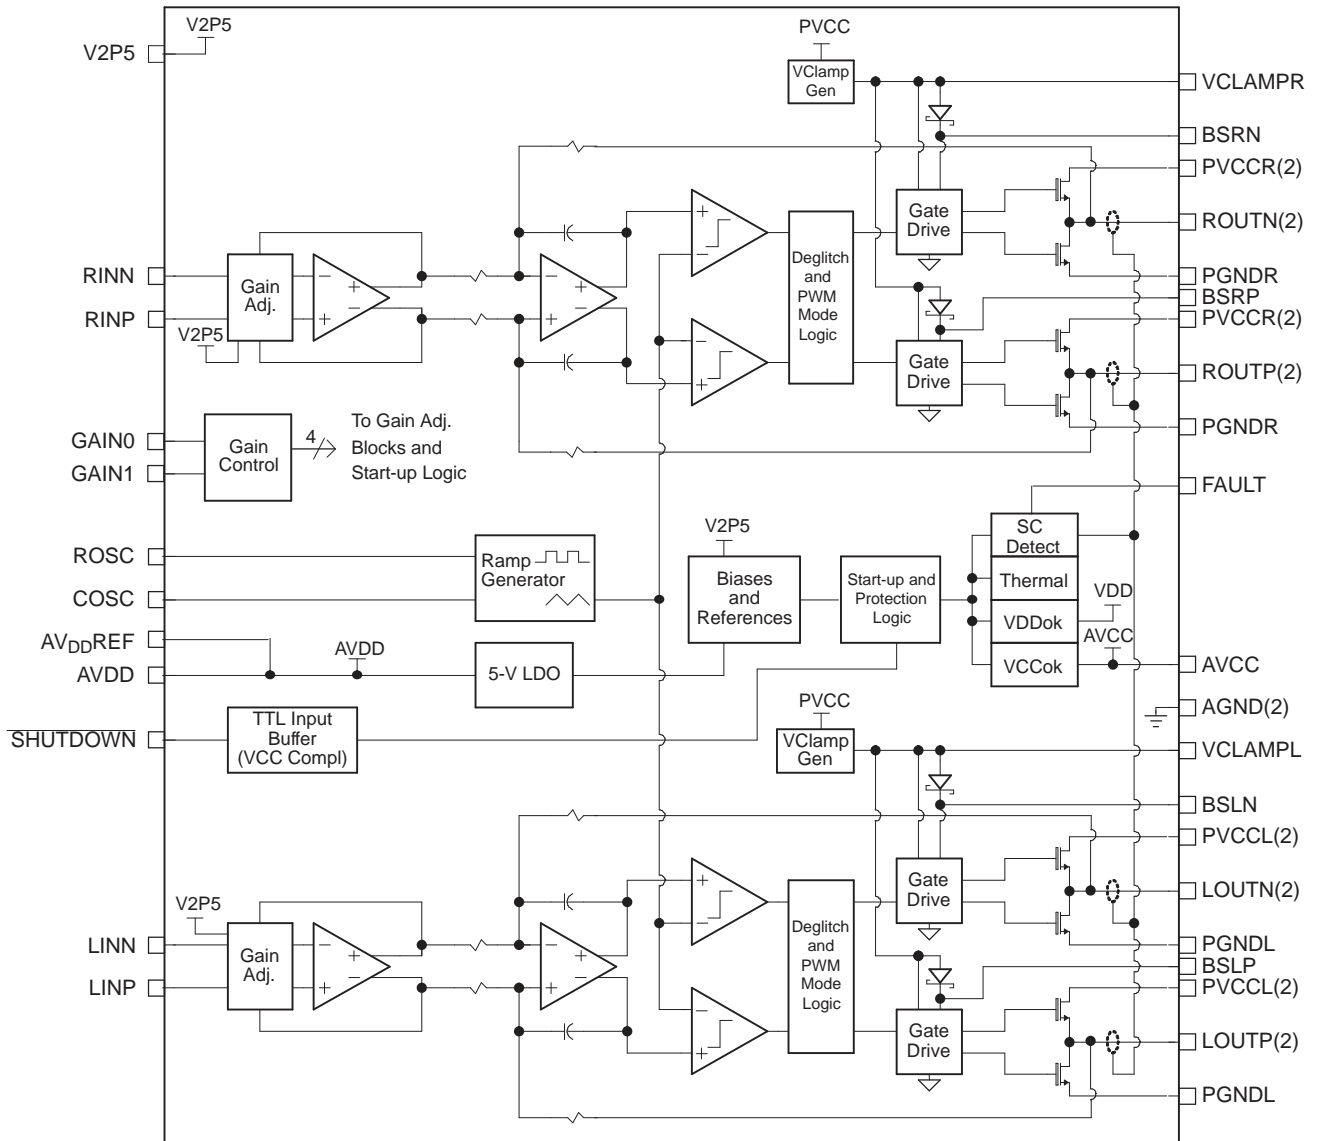 V2P5
V2P5
PVCC
VClamp
Gen
VCLAMPR
BSRN
PVCCR(2)
Gate
Drive
ROUTN(2)
Deglitch
and
PWM
Mode
Logic
RINN
RINP
Gain
Adj.
V2P5
PGNDR
BSRP
PVCCR(2)
Gate
Drive
ROUTP(2)
PGNDR
GAIN0
GAIN1
Gain
Control
4
To Gain Adj.
Blocks and
Start-up Logic
FAULT
ROSC
COSC
Ramp
Generator
V2P5
Biases
and
References
Start-up and
Protection
Logic
SC
Detect
Thermal
VDDok
VCCok
VDD
AVCC
AVCC
AVDDREF
AVDD
AVDD
5-V LDO
AGND(2)
SHUTDOWN
TTL Input
Buffer
(VCC Compl)
PVCC
VClamp
Gen
VCLAMPL
BSLN
PVCCL(2)
Gate
Drive
LOUTN(2)
Deglitch
and
PWM
Mode
Logic
V2P5
LINN
LINP
Gain
Adj.
PGNDL
BSLP
PVCCL(2)
Gate
Drive
LOUTP(2)
PGNDL